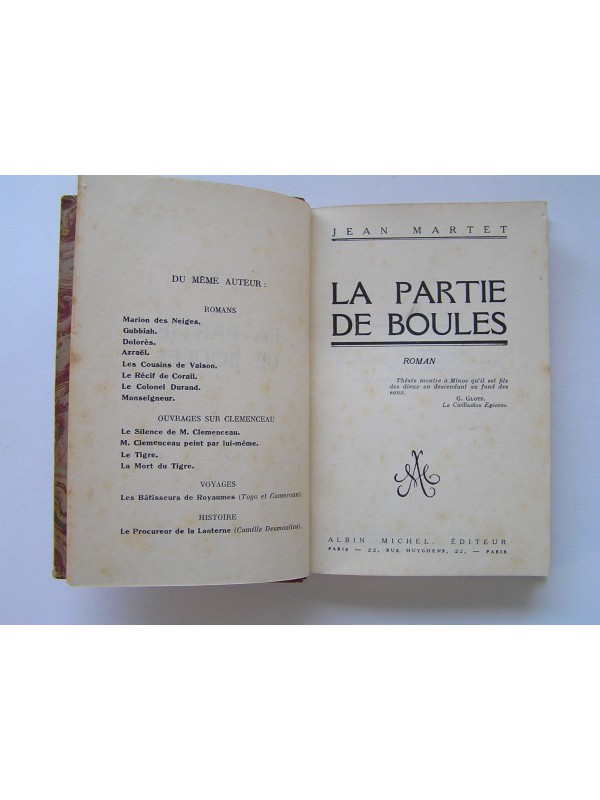 DU MÊME AUTEUR :
ROMANS
Marion des Neiges.
Gubbiah.
Dolorès.
Azraël.
Les Cousins de Vaison.
Le Récif de Corail.
Le Colonel Durand.
Monseigneur.
OUVRAGES SUR CLEMENCEAU
Le Silence de M. Clemenceau.
M. Clemenceau peint par lui-même.
Le Tigre.
La Mort du Tigre.
VOYAGES
Les Bâtisseurs de Royaumes (Togo et Cameroun).
HISTOIRE
Le Procureur de la Lanterne (Camille Desmoulins).
JEAN MARTET
LA PARTIE
DE BOULES
ROMAN
Thésée montre à Minos qu'il est fils
des dieux en descendant au fond des
eaux.
G. GLOTZ.
La Civilisation Egéenne.
ALBIN MICHEL, ÉDITEUR
PARIS — 22, RUE HUYGHENS, 22, — PARIS